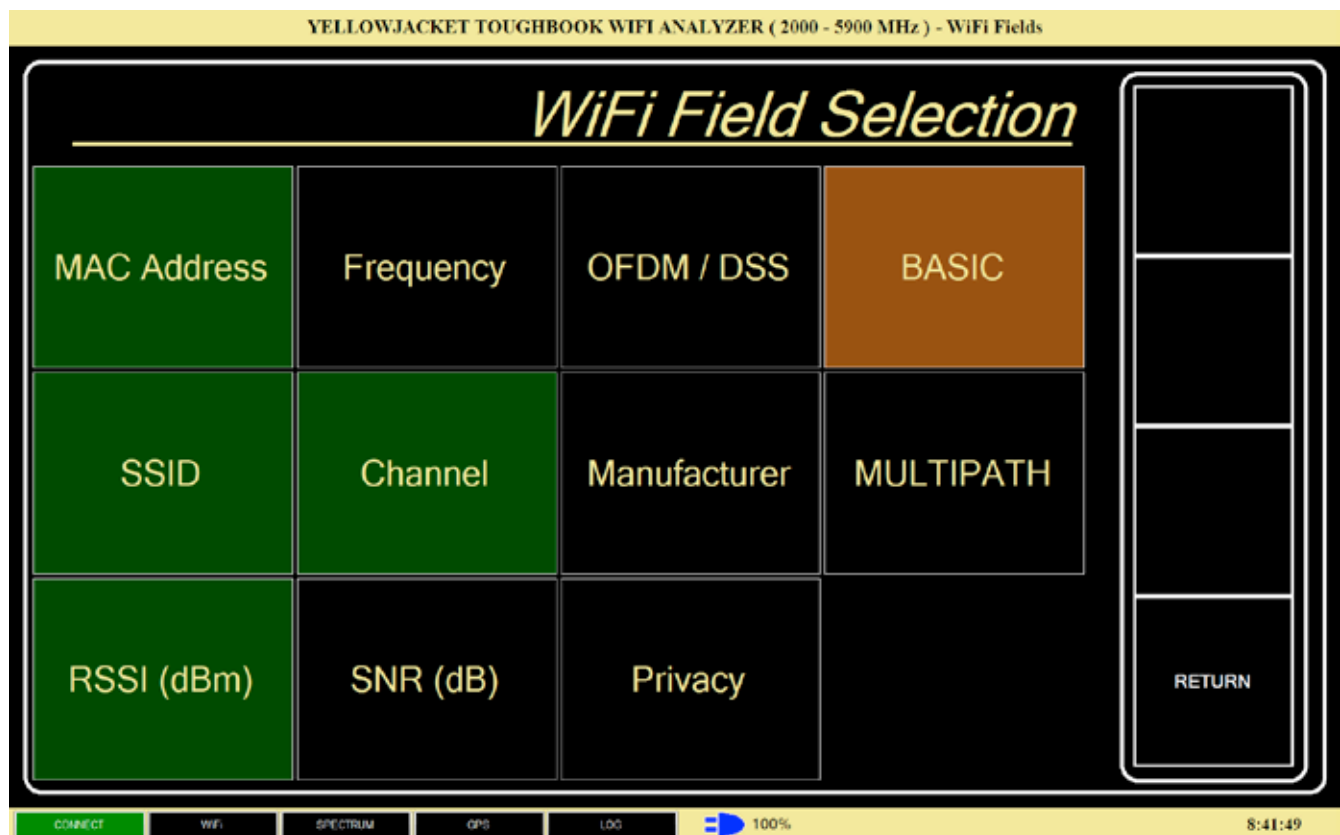 YELLOWJACKET TOUGHBOOK WIFI ANALYZER ( 2000 - 5900 MHz ) - WiFi Fields
WiFi Field Selection
MAC Address
Frequency
OFDM / DSS
BASIC
SSID
Channel
Manufacturer
MULTIPATH
RSSI (dBm)
SNR (dB)
Privacy
RETURN
CONNECT
WiFi
SPECTRUM
GPS
LOG
100%
8:41:49